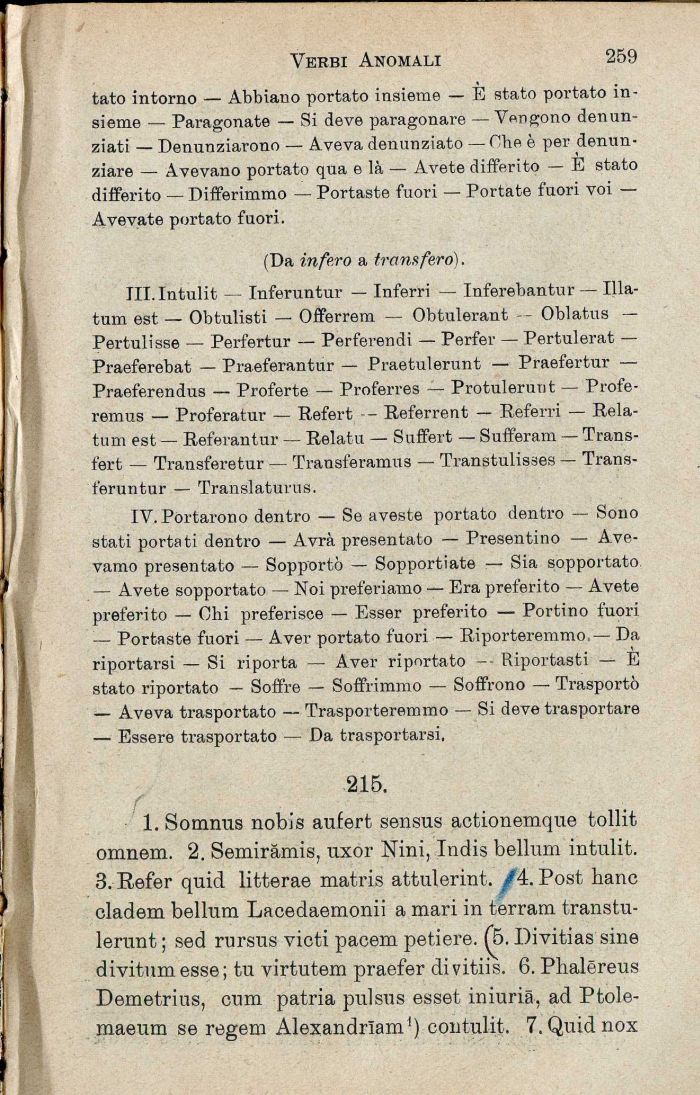 VERBI ANOMALI 259
tato intorno — Abbiano portato insieme — È stato portato in-
sieme — Paragonate — Si deve paragonare — Vengono denun-
ziati — Denunziarono — Aveva denunziato — Che è per denun-
ziare — Avevano portato qua e là — Avete differito — È stato
differito — Differimmo — Portaste fuori — Portate fuori voi —
Avevate portato fuori.
(Da infero a transfero).
III. Intulit — Inferuntur — Inferri — Inferebantur — Illa-
tum est — Obtulisti — Offerrem — Obtulerant — Oblatus —
Pertulisse — Perfertur — Perferendi — Perfer — Pertulerat —
Praeferebat — Praeferantur — Praetulerunt — Praefertur —
Praeferendus — Proferte — Proferres — Protulerunt — Profe-
remus — Proferatur — Refert — Referrent — Referri — Rela-
tum est — Referantur — Relatu — Suffert — Sufferam — Trans-
fert — Transferetur — Transferamus — Transtulisses — Trans-
feruntur — Translaturus.
IV. Portarono dentro — Se aveste portato dentro — Sono
stati portati dentro — Avrà presentato — Presentino — Ave-
vamo presentato — Sopportò — Sopportiate — Sia sopportato
— Avete sopportato — Noi preferiamo — Era preferito — Avete
preferito — Chi preferisce — Esser preferito — Portino fuori
— Portaste fuori — Aver portato fuori — Riporteremmo. — Da
riportarsi — Si riporta — Aver riportato — Riportasti — È
stato riportato — Soffre — Soffrimmo — Soffrono — Trasportò
— Aveva trasportato — Trasporteremmo — Si deve trasportare
— Essere trasportato — Da trasportarsi.
215.
1. Somnus nobis aufert sensus actionemque tollit
omnem. 2. Semirămis, uxor Nini, Indis bellum intulit.
3. Refer quid litterae matris attulerint. 4. Post hanc
cladem bellum Lacedaemonii a mari in terram transtu-
lerunt; sed rursus victi pacem petiere. (5. Divitias sine
divitum esse; tu virtutem praefer divitiis. 6. Phalēreus
Demetrius, cum patria pulsus esset iniuriā, ad Ptole-
maeum se regem Alexandrīam¹) contulit. 7. Quid nox